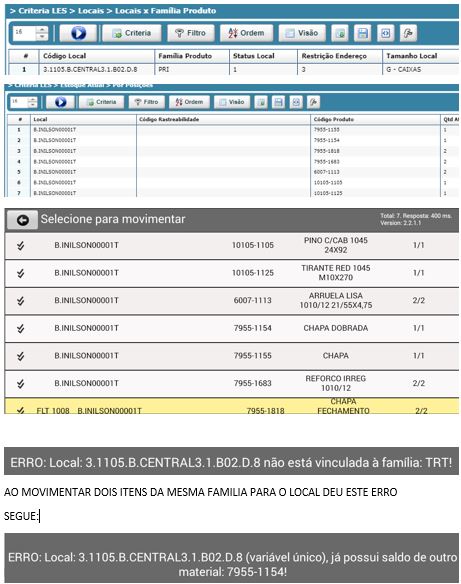 > Criteria LES > Locais > Locais x Família Produto
16 Criteria Filtro Ordem Visão
# Código Local Família Produto Status Local Restrição Endereço Tamanho Local
1 3.1105.B.CENTRAL3.1.B02.D.8 PRI 1 3 G - CAIXAS
> Criteria LES > Estoque Atual > Por Posições
16 Criteria Filtro Ordem Visão
# Local Código Rastreabilidade Código Produto Qtd At
1 B.INILSON00001T 7955-1155 1
2 B.INILSON00001T 7955-1154 1
3 B.INILSON00001T 7955-1818 2
4 B.INILSON00001T 7955-1683 2
5 B.INILSON00001T 6007-1113 2
6 B.INILSON00001T 10105-1105 1
7 B.INILSON00001T 10105-1125 1
Selecione para movimentar
Total: 7. Resposta: 400 ms.
Version: 2.2.1.1
B.INILSON00001T 10105-1105 PINO C/CAB 1045 24X92 1/1
B.INILSON00001T 10105-1125 TIRANTE RED 1045 M10X270 1/1
B.INILSON00001T 6007-1113 ARRUELA LISA 1010/12 21/55X4,75 2/2
B.INILSON00001T 7955-1154 CHAPA DOBRADA 1/1
B.INILSON00001T 7955-1155 CHAPA 1/1
B.INILSON00001T 7955-1683 REFORCO IRREG 1010/12 2/2
FLT 1008 B.INILSON00001T 7955-1818 CHAPA FECHAMENTO 2/2
ERRO: Local: 3.1105.B.CENTRAL3.1.B02.D.8 não está vinculada à família: TRT!
AO MOVIMENTAR DOIS ITENS DA MESMA FAMILIA PARA O LOCAL DEU ESTE ERRO
SEGUE:
ERRO: Local: 3.1105.B.CENTRAL3.1.B02.D.8 (variável único), já possui saldo de outro
material: 7955-1154!